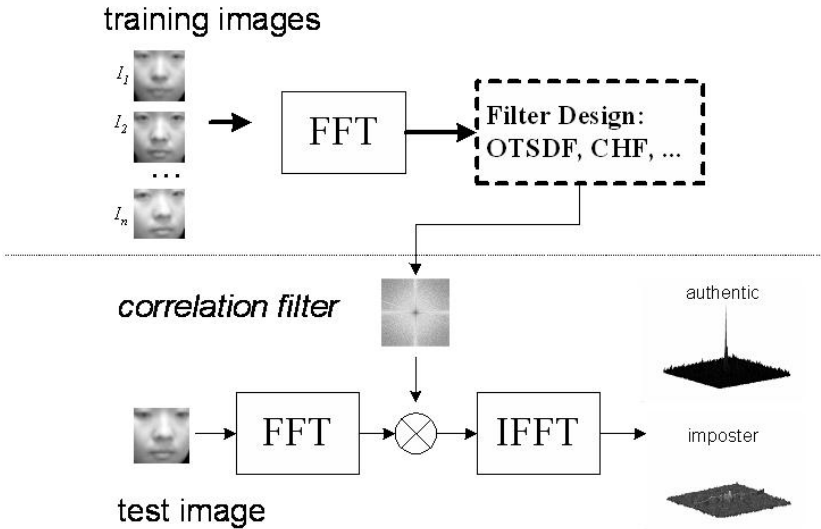 training images
I1
I2
...
In
FFT
Filter Design:
OTSDF, CHF, ...
correlation filter
authentic
FFT
IFFT
imposter
test image